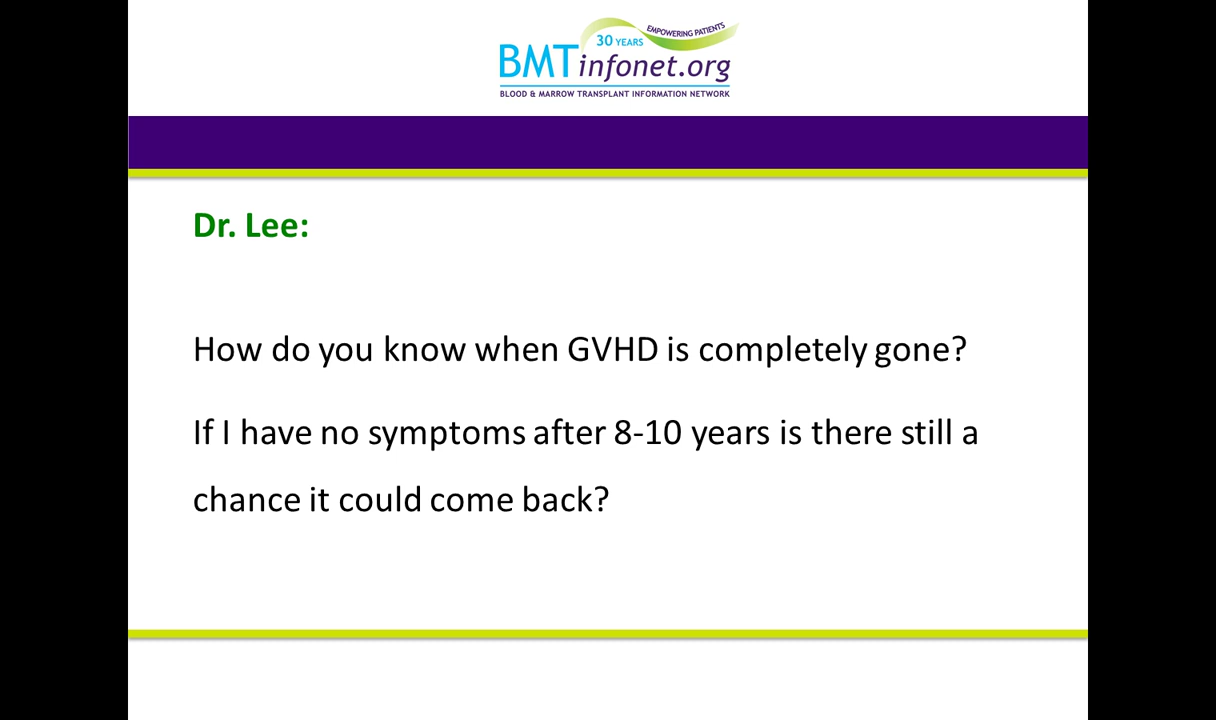 EMPOWERING PATIENTS
30 YEARS
BMTinfonet.org
BLOOD & MARROW TRANSPLANT INFORMATION NETWORK
Dr. Lee:
How do you know when GVHD is completely gone?
If I have no symptoms after 8-10 years is there still a
chance it could come back?